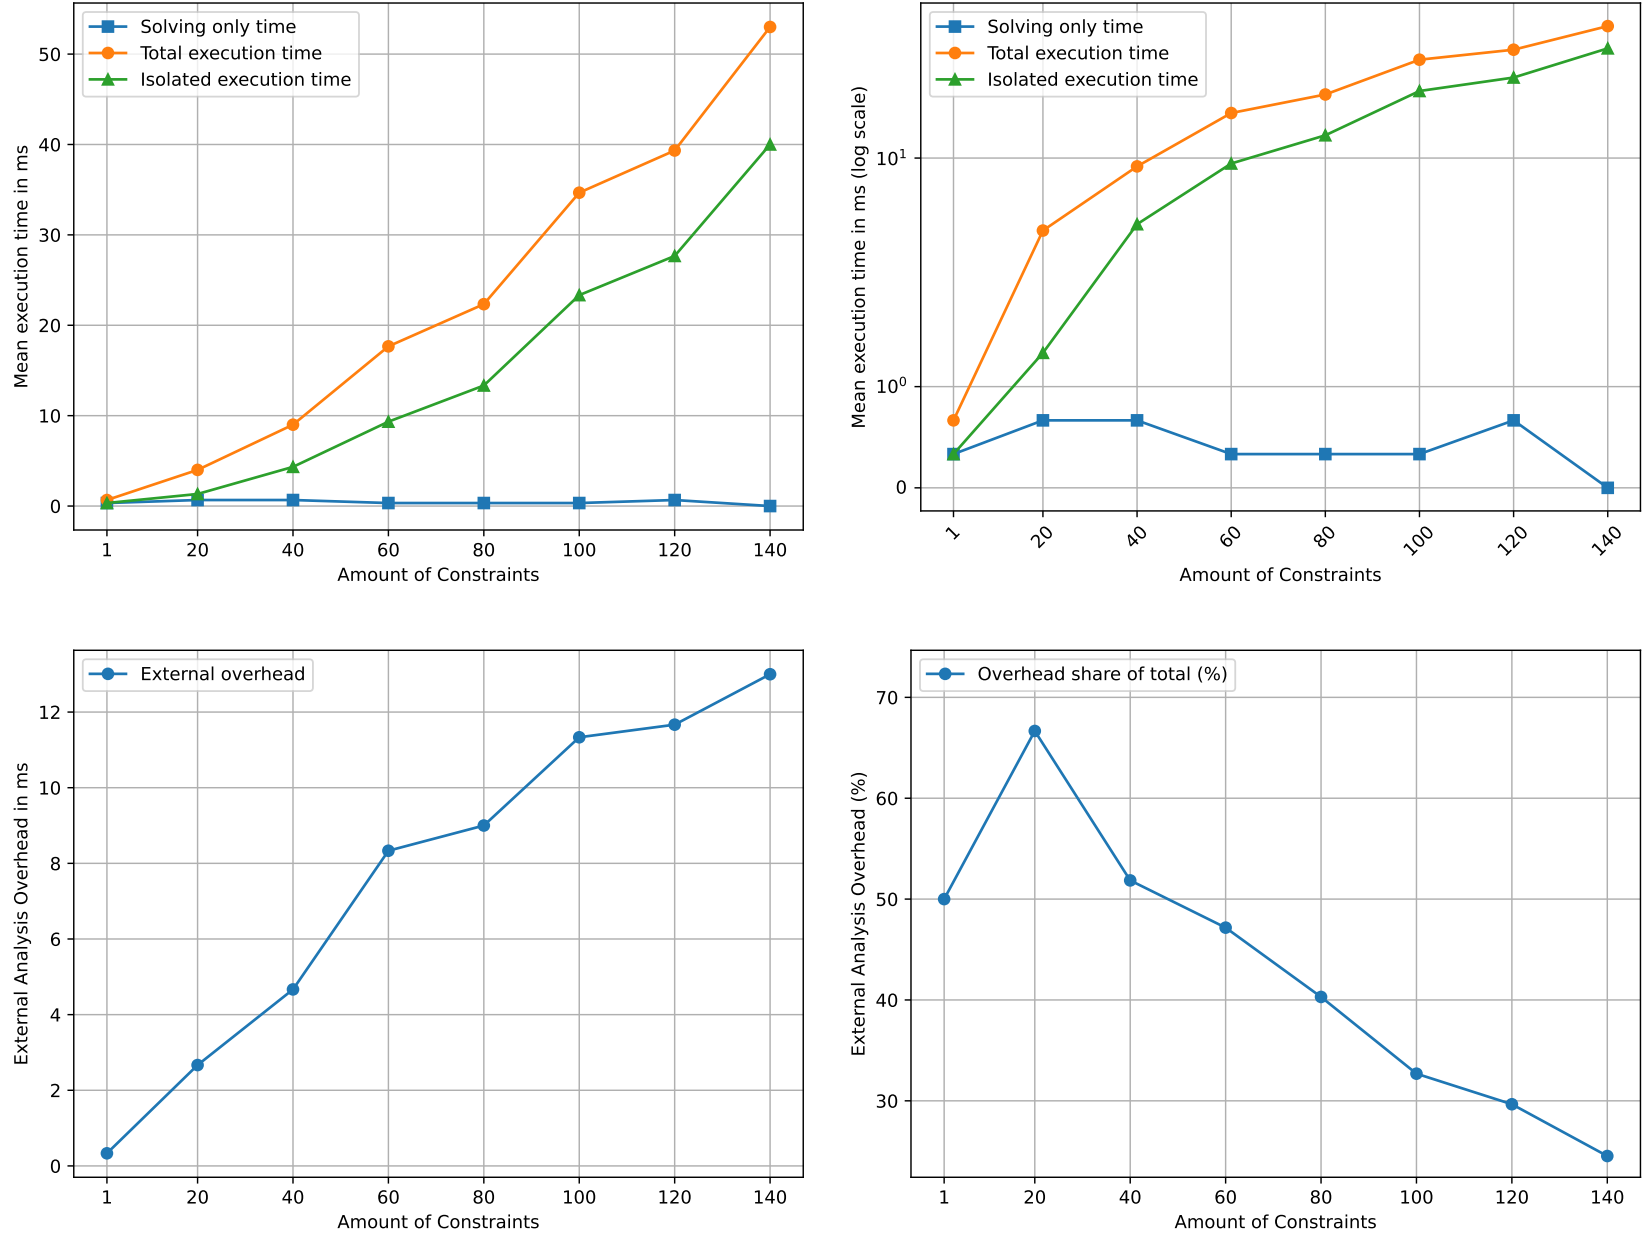 Solving only time
Total execution time
Isolated execution time
Mean execution time in ms
50
40
30
20
10
0
1 20 40 60 80 100 120 140
Amount of Constraints
Solving only time
Total execution time
Isolated execution time
Mean execution time in ms (log scale)
10¹
10⁰
0
1 20 40 60 80 100 120 140
Amount of Constraints
External overhead
External Analysis Overhead in ms
12
10
8
6
4
2
0
1 20 40 60 80 100 120 140
Amount of Constraints
Overhead share of total (%)
External Analysis Overhead (%)
70
60
50
40
30
1 20 40 60 80 100 120 140
Amount of Constraints